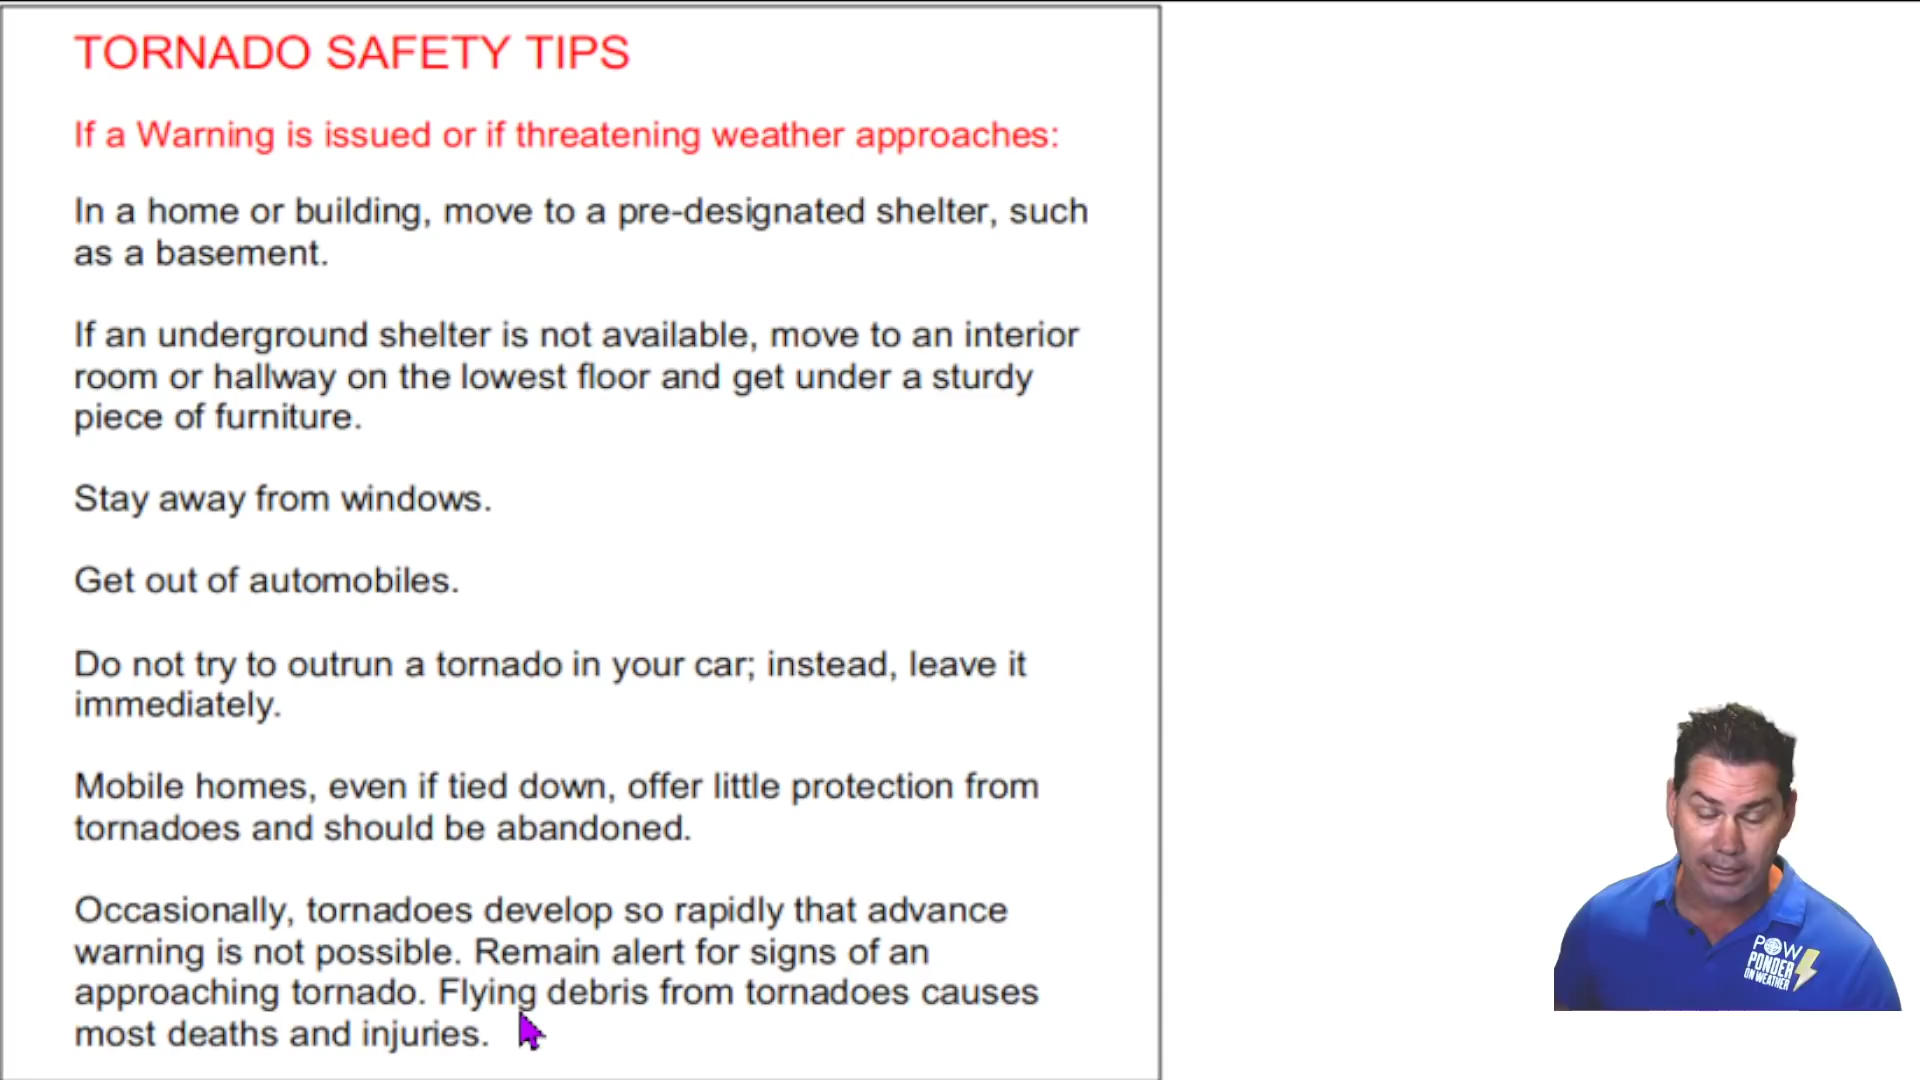 TORNADO SAFETY TIPS
If a Warning is issued or if threatening weather approaches:
In a home or building, move to a pre-designated shelter, such
as a basement.
If an underground shelter is not available, move to an interior
room or hallway on the lowest floor and get under a sturdy
piece of furniture.
Stay away from windows.
Get out of automobiles.
Do not try to outrun a tornado in your car; instead, leave it
immediately.
Mobile homes, even if tied down, offer little protection from
tornadoes and should be abandoned.
Occasionally, tornadoes develop so rapidly that advance
warning is not possible. Remain alert for signs of an
approaching tornado. Flying debris from tornadoes causes
most deaths and injuries.
POW
PONDER
ON WEATHER